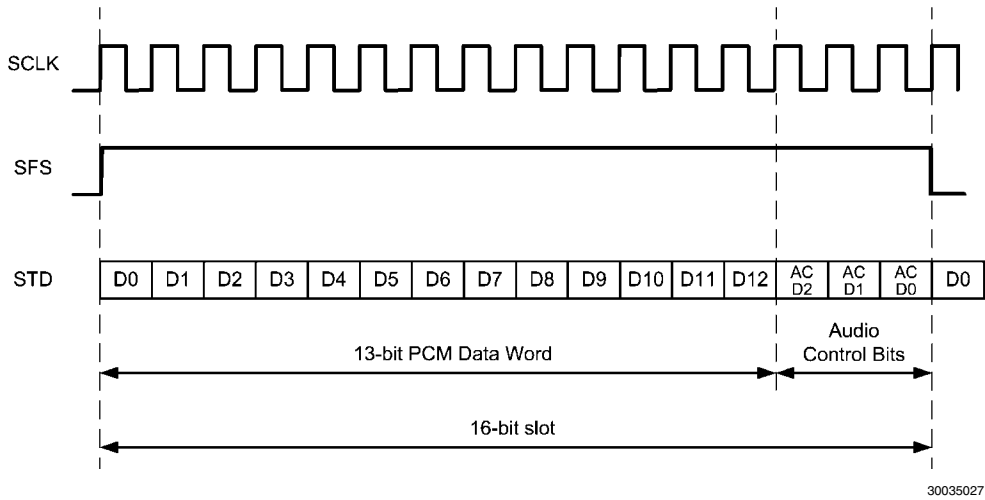 SCLK
SFS
STD D0 D1 D2 D3 D4 D5 D6 D7 D8 D9 D10 D11 D12 AC D2 AC D1 AC D0 D0
13-bit PCM Data Word
Audio
Control Bits
16-bit slot
30035027